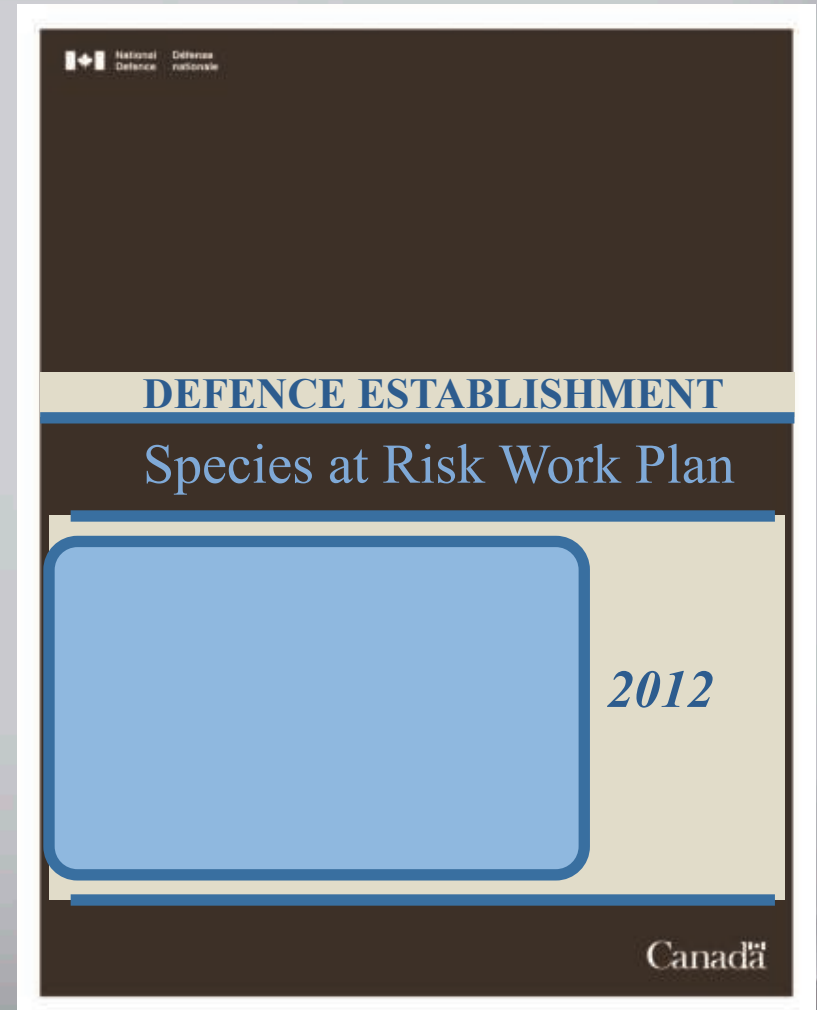 National Défense
Defence nationale
DEFENCE ESTABLISHMENT
Species at Risk Work Plan
2012
Canada